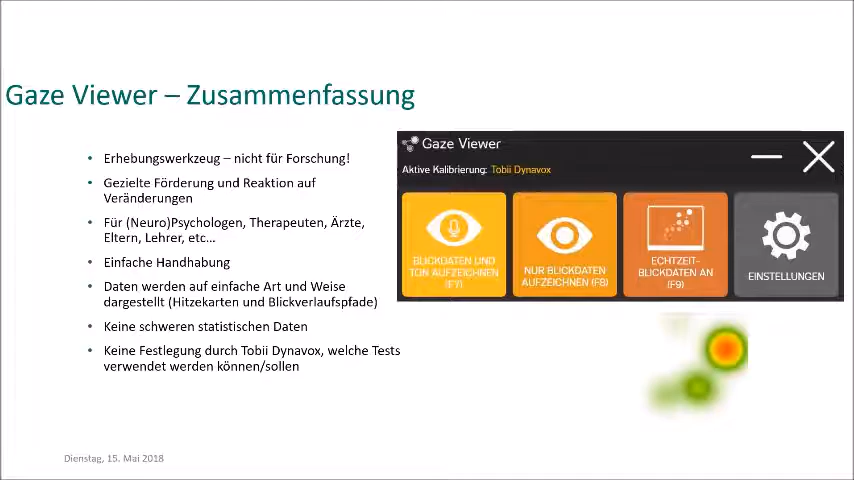 Gaze Viewer – Zusammenfassung
• Erhebungswerkzeug – nicht für Forschung!
• Gezielte Förderung und Reaktion auf
Veränderungen
• Für (Neuro)Psychologen, Therapeuten, Ärzte,
Eltern, Lehrer, etc...
• Einfache Handhabung
• Daten werden auf einfache Art und Weise
dargestellt (Hitzekarten und Blickverlaufspfade)
• Keine schweren statistischen Daten
• Keine Festlegung durch Tobii Dynavox, welche Tests
verwendet werden können/sollen
Gaze Viewer
Aktive Kalibrierung: Tobii Dynavox
BLICKDATEN UND
TON AUFZEICHNEN
(F7)
NUR BLICKDATEN
AUFZEICHNEN (F8)
ECHTZEIT-
BLICKDATEN AN
(F9)
EINSTELLUNGEN
Dienstag, 15. Mai 2018